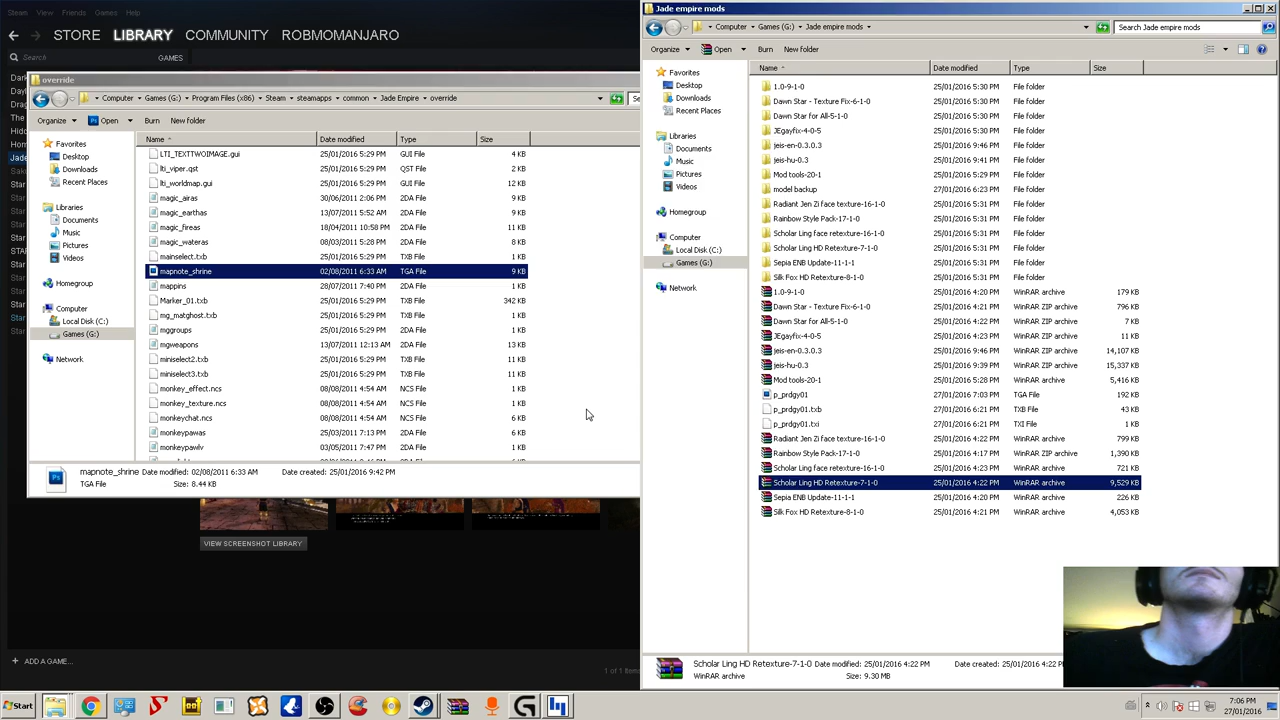 Steam View Friends Games Help
STORE LIBRARY COMMUNITY ROBMOMANJARO
Search GAMES
override
Computer Games (G:) Program Files (x86) Steam steamapps common Jade Empire override
Organize Open Burn New folder
Name Date modified Type Size
Favorites
Desktop
Downloads
Recent Places
Libraries
Documents
Music
Pictures
Videos
Homegroup
Computer
Local Disk (C:)
Games (G:)
Network
LTI_TEXTTWOIMAGE.gui 25/01/2016 5:29 PM GUI File 4 KB
lti_viper.qst 25/01/2016 5:29 PM QST File 2 KB
lti_worldmap.gui 25/01/2016 5:29 PM GUI File 12 KB
magic_airas 30/06/2011 2:06 PM 2DA File 9 KB
magic_earthas 13/07/2011 5:52 AM 2DA File 9 KB
magic_fireas 18/04/2011 10:58 PM 2DA File 11 KB
magic_wateras 08/03/2011 5:28 PM 2DA File 8 KB
mainselect.txb 25/01/2016 5:29 PM TXB File 3 KB
mapnote_shrine 02/08/2011 6:33 AM TGA File 9 KB
mappins 28/07/2011 7:40 PM 2DA File 1 KB
Marker_01.txb 25/01/2016 5:29 PM TXB File 342 KB
mg_matghost.txb 25/01/2016 5:29 PM TXB File 11 KB
mggroups 25/01/2016 5:29 PM 2DA File 1 KB
mgweapons 13/07/2011 12:13 AM 2DA File 13 KB
miniselect2.txb 25/01/2016 5:29 PM TXB File 11 KB
miniselect3.txb 25/01/2016 5:29 PM TXB File 11 KB
monkey_effect.ncs 08/08/2011 4:54 AM NCS File 1 KB
monkey_texture.ncs 08/08/2011 4:54 AM NCS File 1 KB
monkeychat.ncs 08/08/2011 4:54 AM NCS File 6 KB
monkeypawas 25/03/2011 7:13 PM 2DA File 6 KB
monkeypawlv 03/05/2011 7:47 PM 2DA File 1 KB
mapnote_shrine Date modified: 02/08/2011 6:33 AM Date created: 25/01/2016 9:42 PM
TGA File Size: 8.44 KB
VIEW SCREENSHOT LIBRARY
ADD A GAME...
Jade empire mods
Computer Games (G:) Jade empire mods Search Jade empire mods
Organize Open Burn New folder
Name Date modified Type Size
Favorites
Desktop
Downloads
Recent Places
Libraries
Documents
Music
Pictures
Videos
Homegroup
Computer
Local Disk (C:)
Games (G:)
Network
1.0-9-1-0 25/01/2016 5:30 PM File folder
Dawn Star - Texture Fix-6-1-0 25/01/2016 5:30 PM File folder
Dawn Star for All-5-1-0 25/01/2016 5:30 PM File folder
JEgayfix-4-0-5 25/01/2016 5:30 PM File folder
jeis-en-0.3.0.3 25/01/2016 9:46 PM File folder
jeis-hu-0.3 25/01/2016 9:41 PM File folder
Mod tools-20-1 25/01/2016 5:29 PM File folder
model backup 27/01/2016 6:23 PM File folder
Radiant Jen Zi face texture-16-1-0 25/01/2016 5:31 PM File folder
Rainbow Style Pack-17-1-0 25/01/2016 5:31 PM File folder
Scholar Ling face retexture-16-1-0 25/01/2016 5:31 PM File folder
Scholar Ling HD Retexture-7-1-0 25/01/2016 5:31 PM File folder
Sepia ENB Update-11-1-1 25/01/2016 5:31 PM File folder
Silk Fox HD Retexture-8-1-0 25/01/2016 5:31 PM File folder
1.0-9-1-0 25/01/2016 4:20 PM WinRAR archive 179 KB
Dawn Star - Texture Fix-6-1-0 25/01/2016 4:21 PM WinRAR ZIP archive 796 KB
Dawn Star for All-5-1-0 25/01/2016 4:22 PM WinRAR ZIP archive 7 KB
JEgayfix-4-0-5 25/01/2016 4:23 PM WinRAR archive 11 KB
jeis-en-0.3.0.3 25/01/2016 9:46 PM WinRAR ZIP archive 14,107 KB
jeis-hu-0.3 25/01/2016 9:39 PM WinRAR ZIP archive 15,337 KB
Mod tools-20-1 25/01/2016 4:22 PM WinRAR archive 5,416 KB
p_prdgy01 27/01/2016 7:03 PM TGA File 192 KB
p_prdgy01.txb 27/01/2016 6:21 PM TXB File 43 KB
p_prdgy01.txi 27/01/2016 6:21 PM TXI File 1 KB
Radiant Jen Zi face texture-16-1-0 25/01/2016 4:22 PM WinRAR archive 799 KB
Rainbow Style Pack-17-1-0 25/01/2016 4:17 PM WinRAR archive 1,390 KB
Scholar Ling face retexture-16-1-0 25/01/2016 4:23 PM WinRAR archive 721 KB
Scholar Ling HD Retexture-7-1-0 25/01/2016 4:22 PM WinRAR archive 9,529 KB
Sepia ENB Update-11-1-1 25/01/2016 4:20 PM WinRAR archive 226 KB
Silk Fox HD Retexture-8-1-0 25/01/2016 4:21 PM WinRAR archive 4,053 KB
Scholar Ling HD Retexture-7-1-0 Date modified: 25/01/2016 4:22 PM Date created: 25/01/2016 4:22 P
WinRAR archive Size: 9.30 MB
Start
7:06 PM
27/01/2016